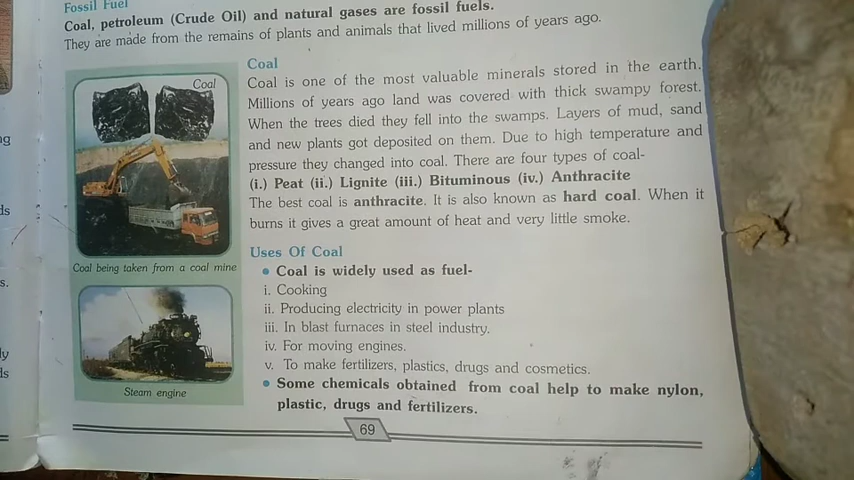 Fossil Fuel
Coal, petroleum (Crude Oil) and natural gases are fossil fuels.
They are made from the remains of plants and animals that lived millions of years ago.
Coal
Coal is one of the most valuable minerals stored in the earth.
Millions of years ago land was covered with thick swampy forest.
When the trees died they fell into the swamps. Layers of mud, sand
and new plants got deposited on them. Due to high temperature and
pressure they changed into coal. There are four types of coal-
(i.) Peat (ii.) Lignite (iii.) Bituminous (iv.) Anthracite
The best coal is anthracite. It is also known as hard coal. When it
burns it gives a great amount of heat and very little smoke.
Coal
Coal being taken from a coal mine
Uses Of Coal
• Coal is widely used as fuel-
i. Cooking
ii. Producing electricity in power plants
iii. In blast furnaces in steel industry.
iv. For moving engines.
v. To make fertilizers, plastics, drugs and cosmetics.
• Some chemicals obtained from coal help to make nylon,
plastic, drugs and fertilizers.
Steam engine
69